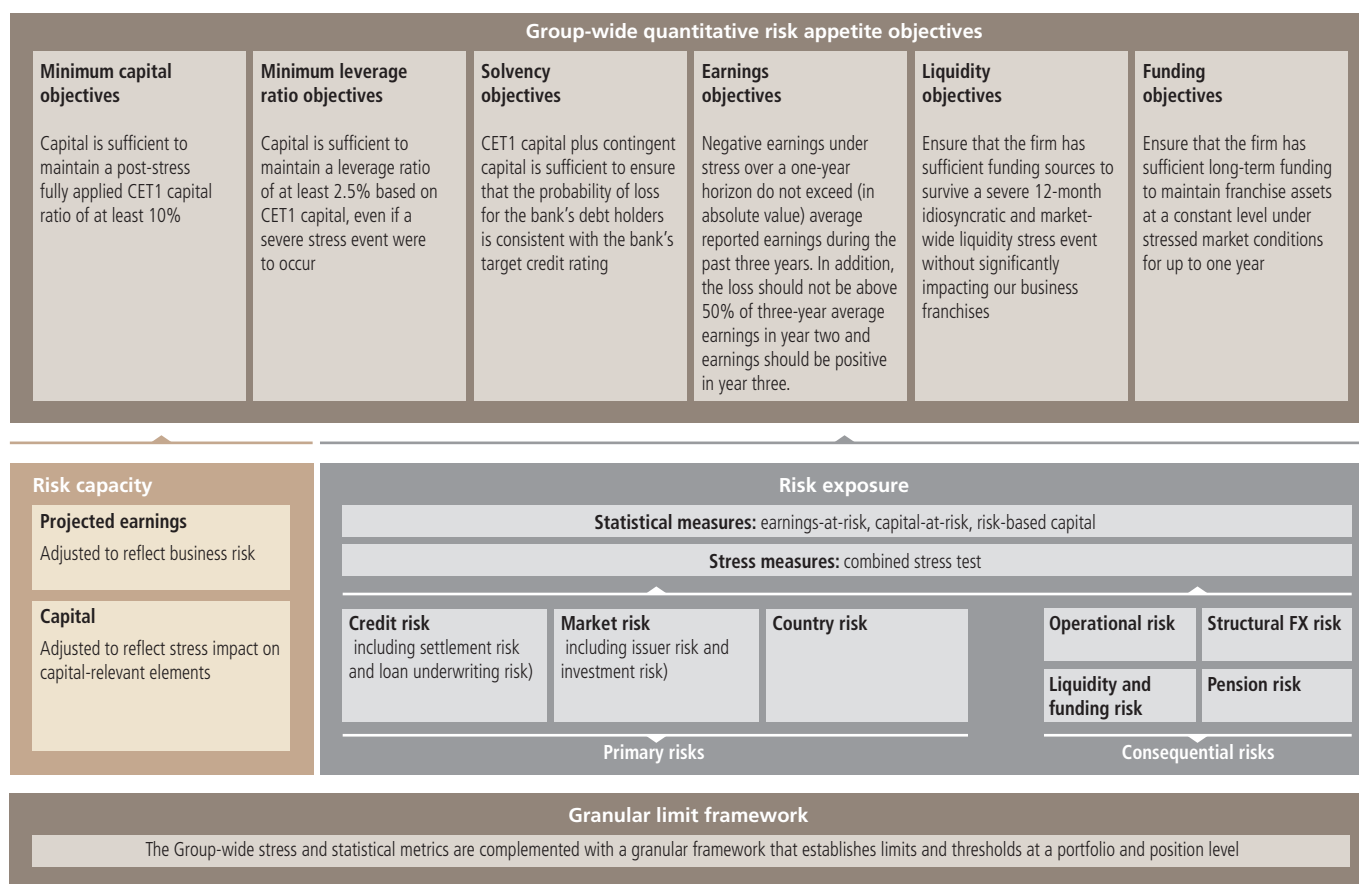 Group-wide quantitative risk appetite objectives
Minimum capital
objectives
Capital is sufficient to
maintain a post-stress
fully applied CET1 capital
ratio of at least 10%
Minimum leverage
ratio objectives
Capital is sufficient to
maintain a leverage ratio
of at least 2.5% based on
CET1 capital, even if a
severe stress event were
to occur
Solvency
objectives
CET1 capital plus contingent
capital is sufficient to ensure
that the probability of loss
for the bank's debt holders
is consistent with the bank's
target credit rating
Earnings
objectives
Negative earnings under
stress over a one-year
horizon do not exceed (in
absolute value) average
reported earnings during the
past three years. In addition,
the loss should not be above
50% of three-year average
earnings in year two and
earnings should be positive
in year three.
Liquidity
objectives
Ensure that the firm has
sufficient funding sources to
survive a severe 12-month
idiosyncratic and market-
wide liquidity stress event
without significantly
impacting our business
franchises
Funding
objectives
Ensure that the firm has
sufficient long-term funding
to maintain franchise assets
at a constant level under
stressed market conditions
for up to one year
Risk capacity
Projected earnings
Adjusted to reflect business risk
Capital
Adjusted to reflect stress impact on
capital-relevant elements
Risk exposure
Statistical measures: earnings-at-risk, capital-at-risk, risk-based capital
Stress measures: combined stress test
Credit risk
including settlement risk
and loan underwriting risk)
Market risk
including issuer risk and
investment risk)
Country risk
Primary risks
Operational risk
Structural FX risk
Liquidity and
funding risk
Pension risk
Consequential risks
Granular limit framework
The Group-wide stress and statistical metrics are complemented with a granular framework that establishes limits and thresholds at a portfolio and position level